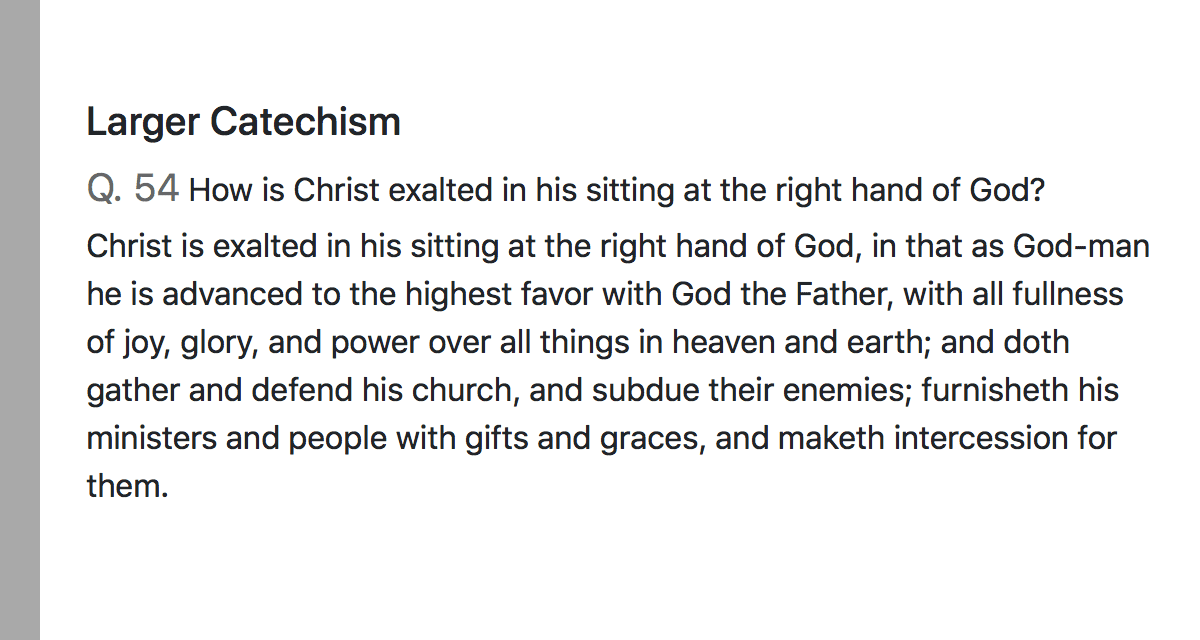 Larger Catechism
Q. 54 How is Christ exalted in his sitting at the right hand of God?
Christ is exalted in his sitting at the right hand of God, in that as God-man
he is advanced to the highest favor with God the Father, with all fullness
of joy, glory, and power over all things in heaven and earth; and doth
gather and defend his church, and subdue their enemies; furnisheth his
ministers and people with gifts and graces, and maketh intercession for
them.